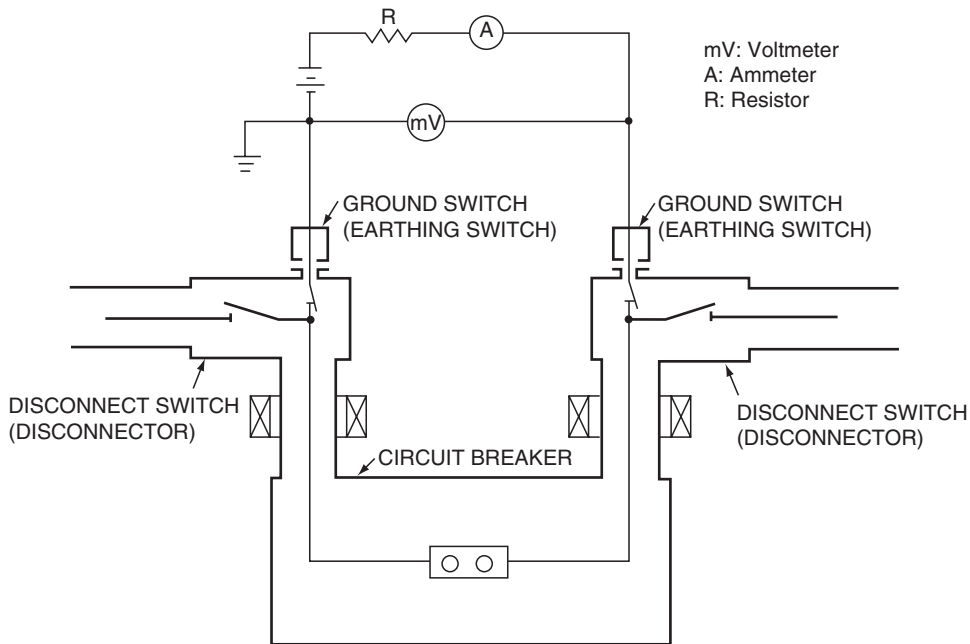 R
A
mV: Voltmeter
A: Ammeter
R: Resistor
mV
GROUND SWITCH
(EARTHING SWITCH)
GROUND SWITCH
(EARTHING SWITCH)
DISCONNECT SWITCH
(DISCONNECTOR)
DISCONNECT SWITCH
(DISCONNECTOR)
CIRCUIT BREAKER